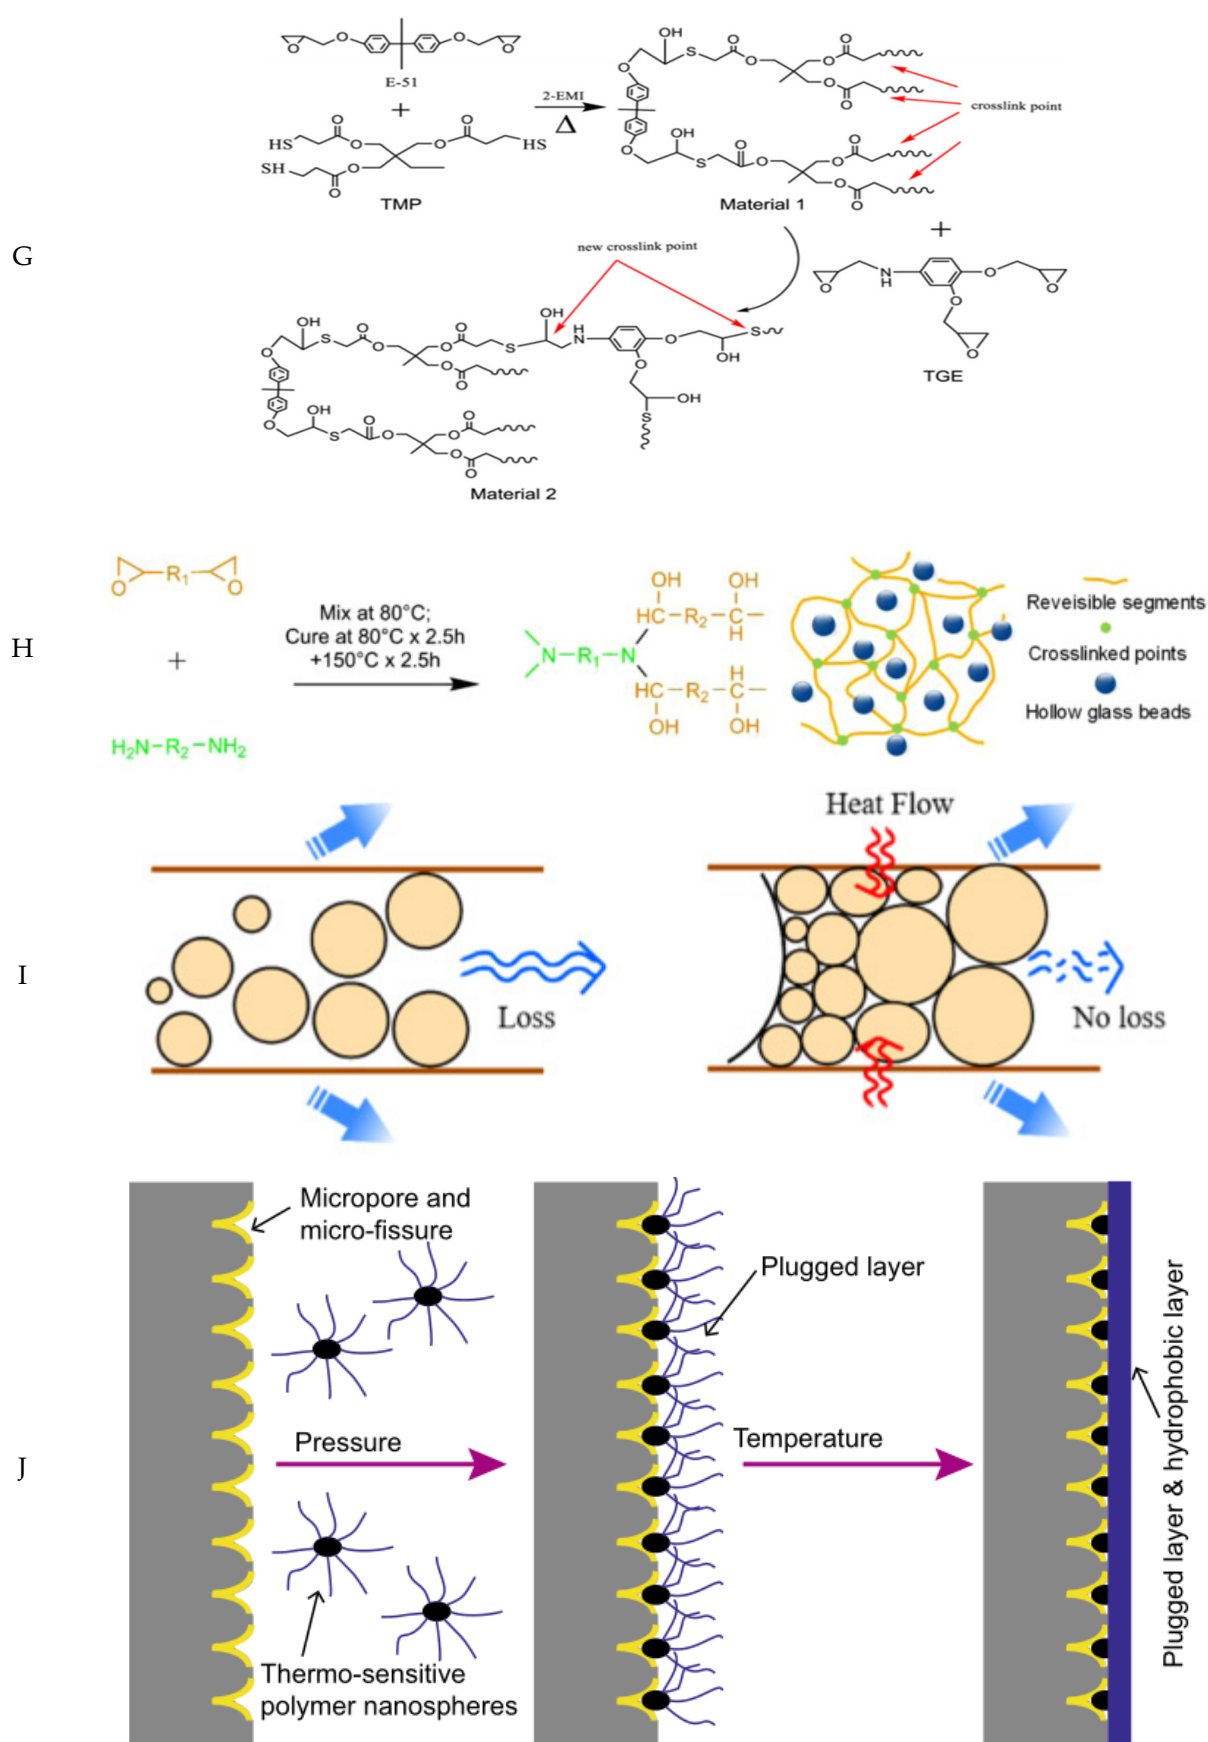 G
O
O
O
O
E-51
+
HS
O
O
O
O
HS
SH
O
O
TMP
2-EMI
Δ
OH
S
O
O
O
O
O
O
O
O
OH
S
O
O
O
O
O
O
crosslink point
Material 1
+
new crosslink point
O
N
H
O
O
O
O
TGE
OH
S
O
O
O
O
S
OH
H
N
O
S
OH
O
OH
S
O
O
O
OH
S
O
O
O
O
O
O
Material 2
H
O
R1
O
+
H2N-R2-NH2
Mix at 80°C;
Cure at 80°C x 2.5h
+150°C x 2.5h
OH OH
HC-R2-C-
H
N-R1-N
H
HC-R2-C-
OH OH
Reveisible segments
Crosslinked points
Hollow glass beads
I
Loss
Heat Flow
No loss
J
Micropore and
micro-fissure
Pressure
Thermo-sensitive
polymer nanospheres
Plugged layer
Temperature
Plugged layer & hydrophobic layer